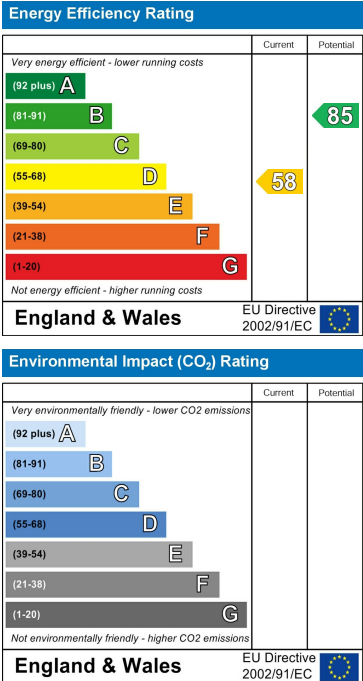 Energy Efficiency Rating
Current Potential
Very energy efficient - lower running costs
(92 plus) A
(81-91) B
85
(69-80) C
(55-68) D
58
(39-54) E
(21-38) F
(1-20) G
Not energy efficient - higher running costs
England & Wales
EU Directive
2002/91/EC
Environmental Impact (CO₂) Rating
Current Potential
Very environmentally friendly - lower CO2 emissions
(92 plus) A
(81-91) B
(69-80) C
(55-68) D
(39-54) E
(21-38) F
(1-20) G
Not environmentally friendly - higher CO2 emissions
England & Wales
EU Directive
2002/91/EC